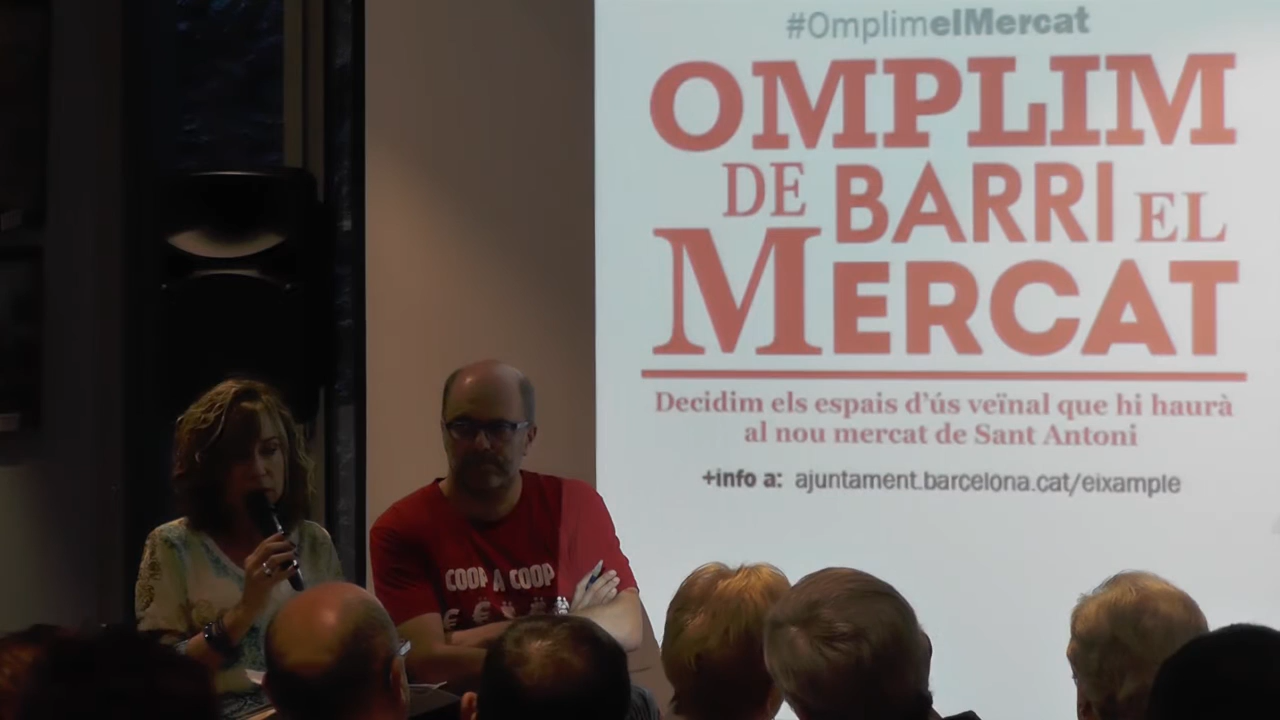 #OmplimelMercat
OMPLIM
DE BARRI EL
MERCAT
Decidim els espais d'ús veïnal que hi haurà
al nou mercat de Sant Antoni
+info a: ajuntament.barcelona.cat/eixample
COOP A COOP